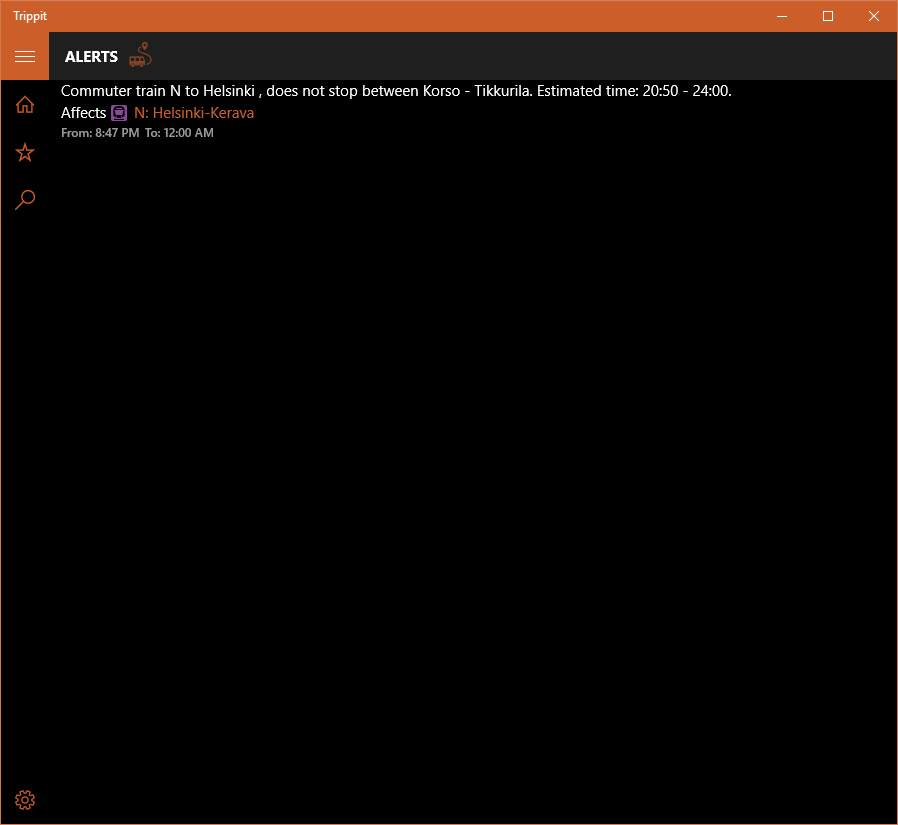 Trippit
ALERTS
Commuter train N to Helsinki , does not stop between Korso - Tikkurila. Estimated time: 20:50 - 24:00.
Affects N: Helsinki-Kerava
From: 8:47 PM To: 12:00 AM